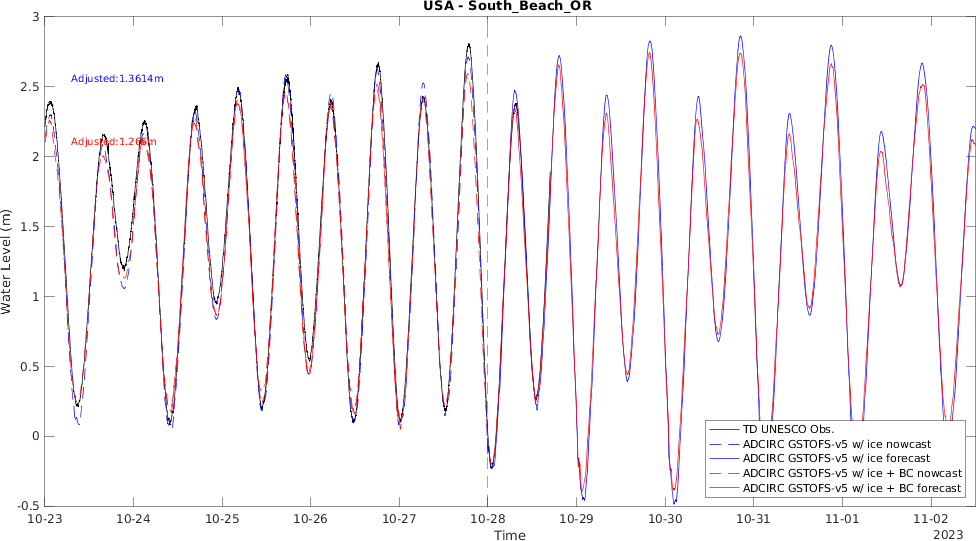 USA - South_Beach_OR
3
2.5
2
1.5
1
0.5
0
-0.5
Water Level (m)
Adjusted:1.3614m
Adjusted:1.265m
TD UNESCO Obs.
ADCIRC GSTOFS-v5 w/ ice nowcast
ADCIRC GSTOFS-v5 w/ ice forecast
ADCIRC GSTOFS-v5 w/ ice + BC nowcast
ADCIRC GSTOFS-v5 w/ ice + BC forecast
10-23 10-24 10-25 10-26 10-27 10-28 10-29 10-30 10-31 11-01 11-02
Time
2023